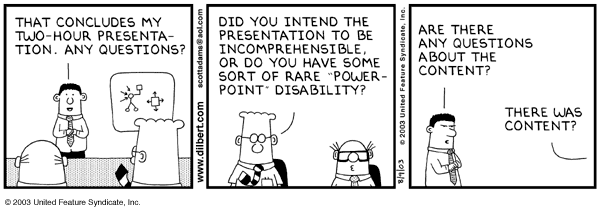 THAT CONCLUDES MY
TWO-HOUR PRESENTA-
TION. ANY QUESTIONS?
www.dilbert.com
scottadams@aol.com
DID YOU INTEND THE
PRESENTATION TO BE
INCOMPREHENSIBLE,
OR DO YOU HAVE SOME
SORT OF RARE "POWER-
POINT" DISABILITY?
8/9/03
© 2003 United Feature Syndicate, Inc.
ARE THERE
ANY QUESTIONS
ABOUT THE
CONTENT?
THERE WAS
CONTENT?
© 2003 United Feature Syndicate, Inc.